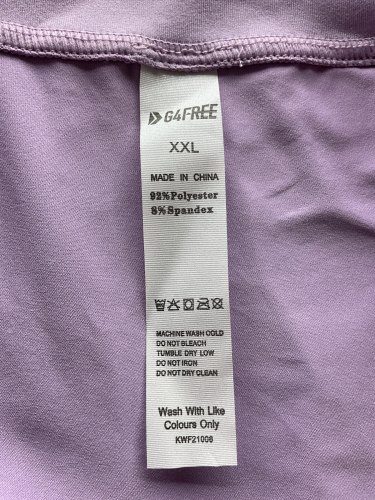 G4FREE
XXL
MADE IN CHINA
92%Polyester
8%Spandex
MACHINE WASH COLD
DO NOT BLEACH
TUMBLE DRY LOW
DO NOT IRON
DO NOT DRY CLEAN
Wash With Like
Colours Only
KWF21006